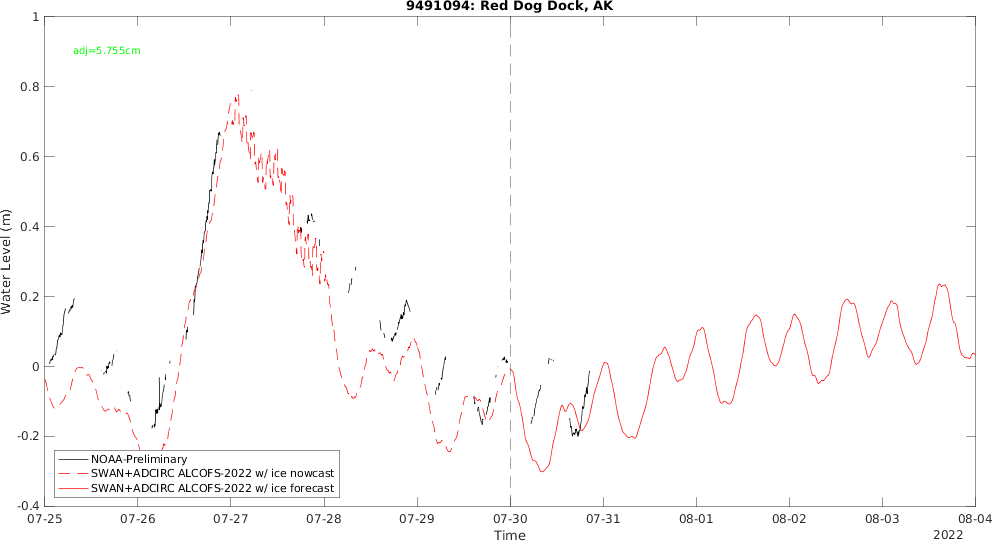 9491094: Red Dog Dock, AK
adj=5.755cm
1
0.8
0.6
0.4
0.2
0
-0.2
-0.4
Water Level (m)
NOAA-Preliminary
SWAN+ADCIRC ALCOFS-2022 w/ ice nowcast
SWAN+ADCIRC ALCOFS-2022 w/ ice forecast
07-25 07-26 07-27 07-28 07-29 07-30 07-31 08-01 08-02 08-03 08-04
Time
2022